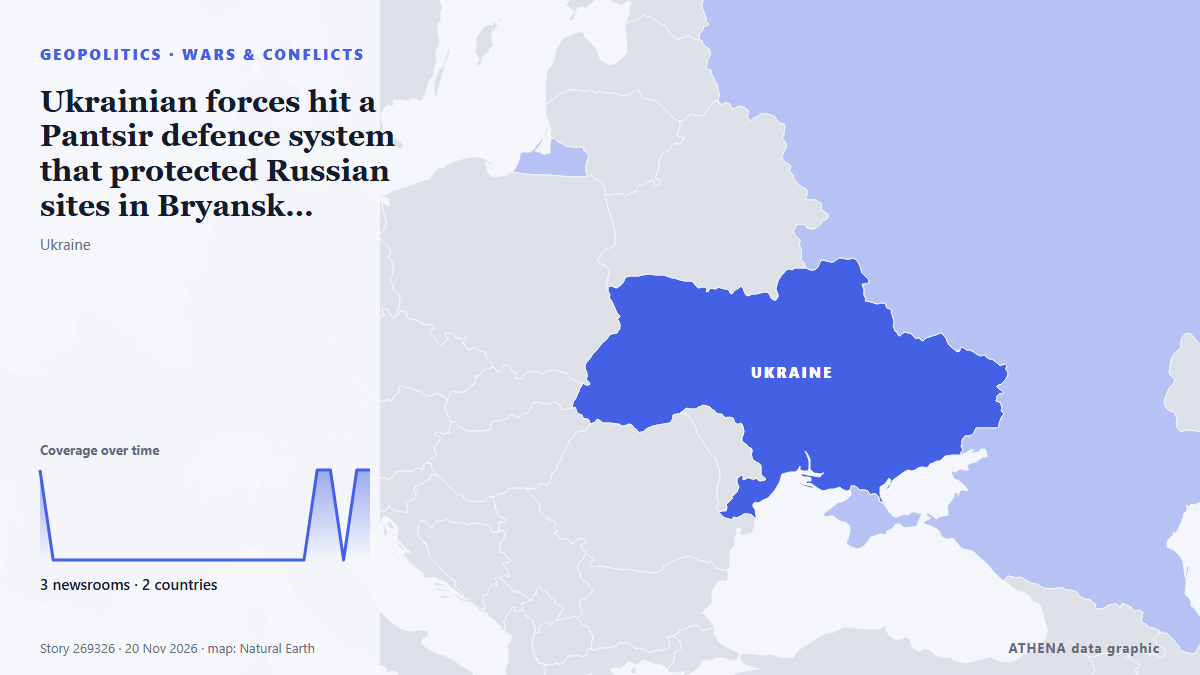 GEOPOLITICS · WARS & CONFLICTS
Ukrainian forces hit a
Pantsir defence system
that protected Russian
sites in Bryansk...
Ukraine
UKRAINE
Coverage over time
3 newsrooms · 2 countries
Story 269326 · 20 Nov 2026 · map: Natural Earth
ATHENA data graphic